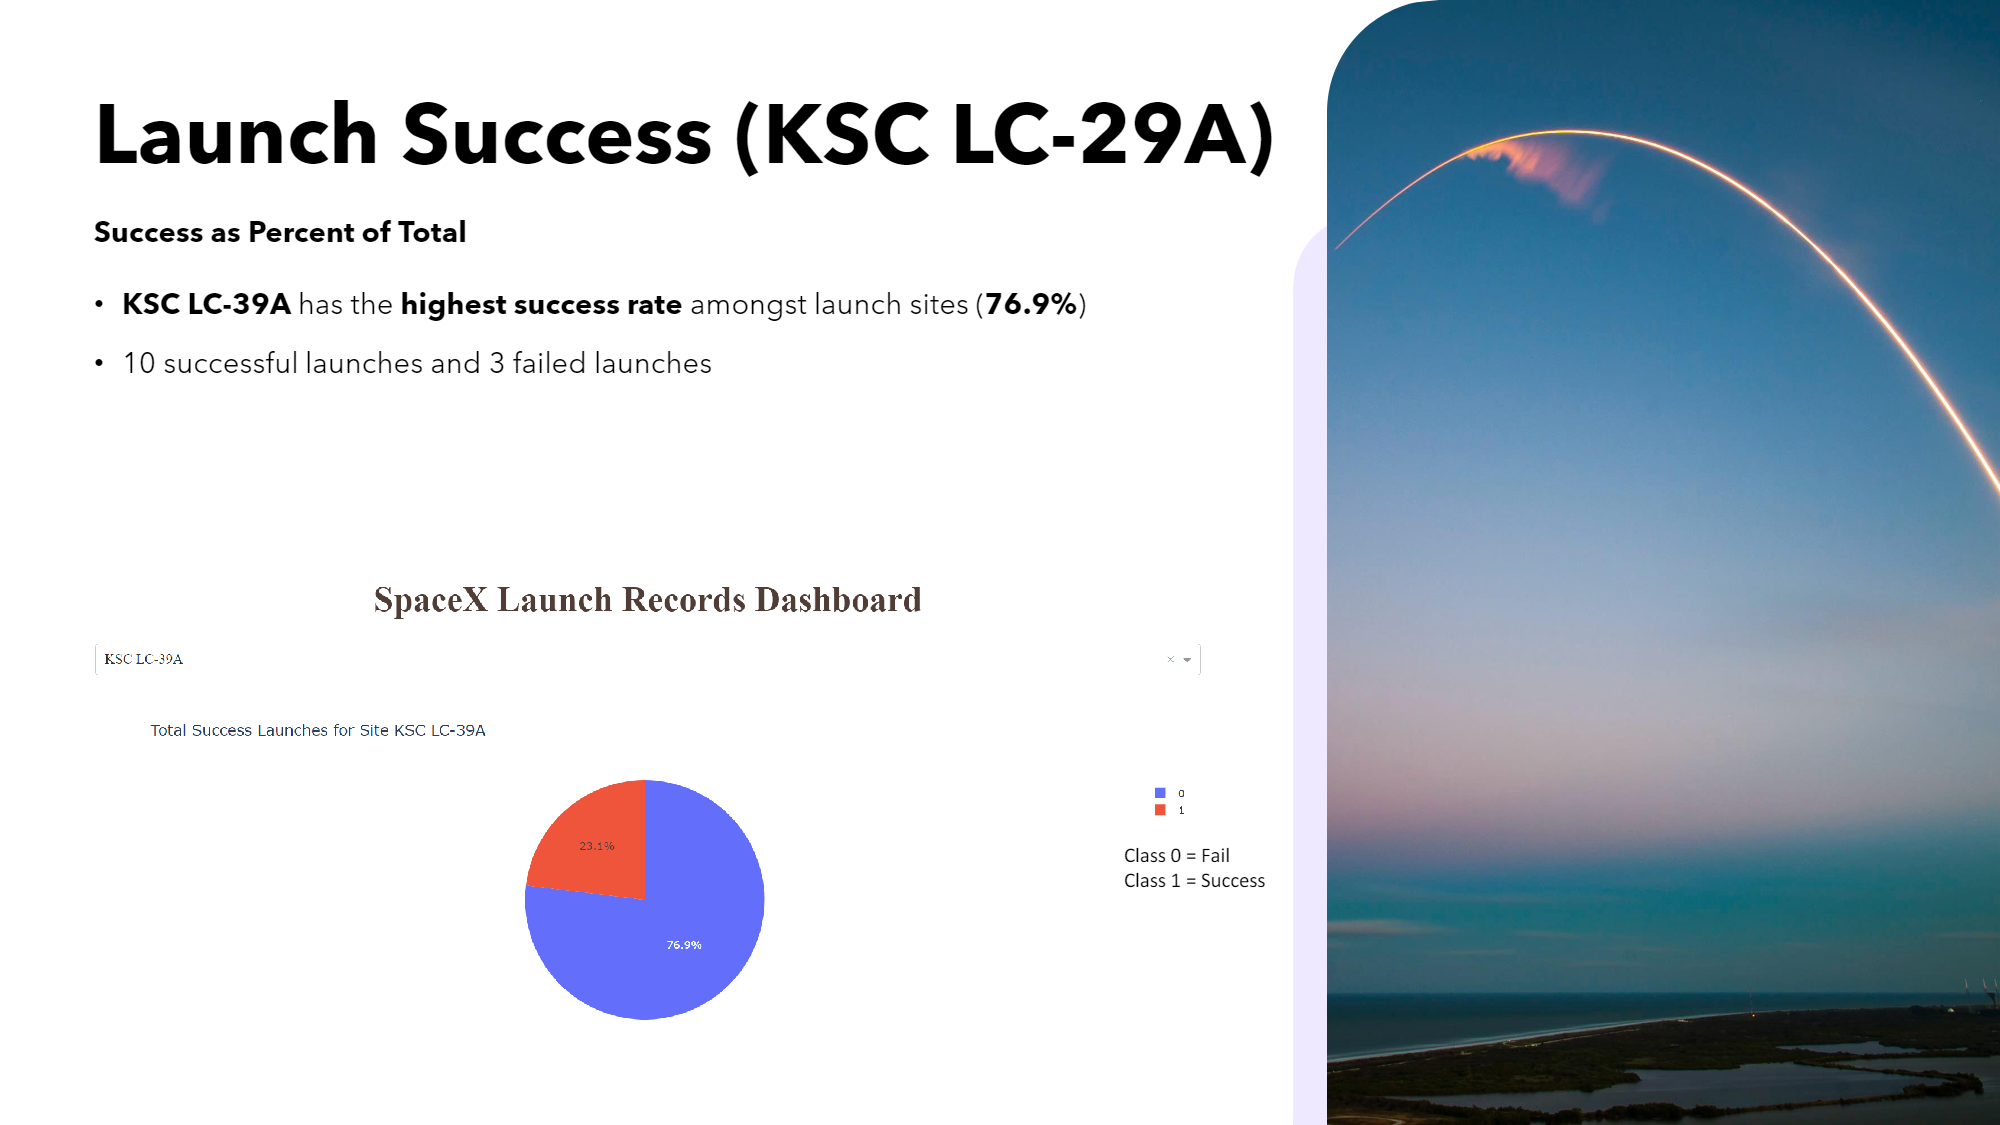 Launch Success (KSC LC-29A)
Success as Percent of Total
• KSC LC-39A has the highest success rate amongst launch sites (76.9%)
• 10 successful launches and 3 failed launches
SpaceX Launch Records Dashboard
KSC LC-39A
Total Success Launches for Site KSC LC-39A
0
1
23.1%
76.9%
Class 0 = Fail
Class 1 = Success